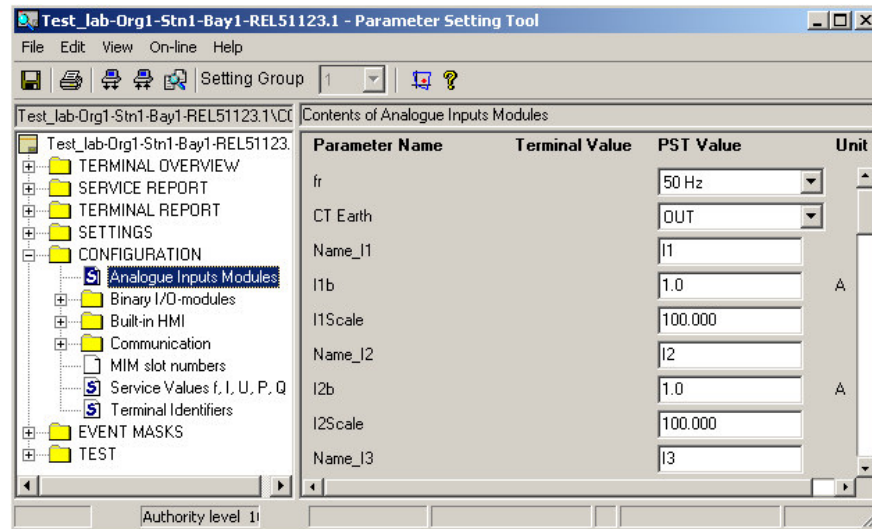 Test_lab-Org1-Stn1-Bay1-REL51123.1 - Parameter Setting Tool
File Edit View On-line Help
Setting Group 1
Test_lab-Org1-Stn1-Bay1-REL51123.1\CO
Contents of Analogue Inputs Modules
Test_lab-Org1-Stn1-Bay1-REL51123.
TERMINAL OVERVIEW
SERVICE REPORT
TERMINAL REPORT
SETTINGS
CONFIGURATION
Analogue Inputs Modules
Binary I/O-modules
Built-in HMI
Communication
MIM slot numbers
Service Values f, I, U, P, Q
Terminal Identifiers
EVENT MASKS
TEST
Parameter Name Terminal Value PST Value Unit
fr 50 Hz
CT Earth OUT
Name_I1 I1
I1b 1.0 A
I1Scale 100.000
Name_I2 I2
I2b 1.0 A
I2Scale 100.000
Name_I3 I3
Authority level